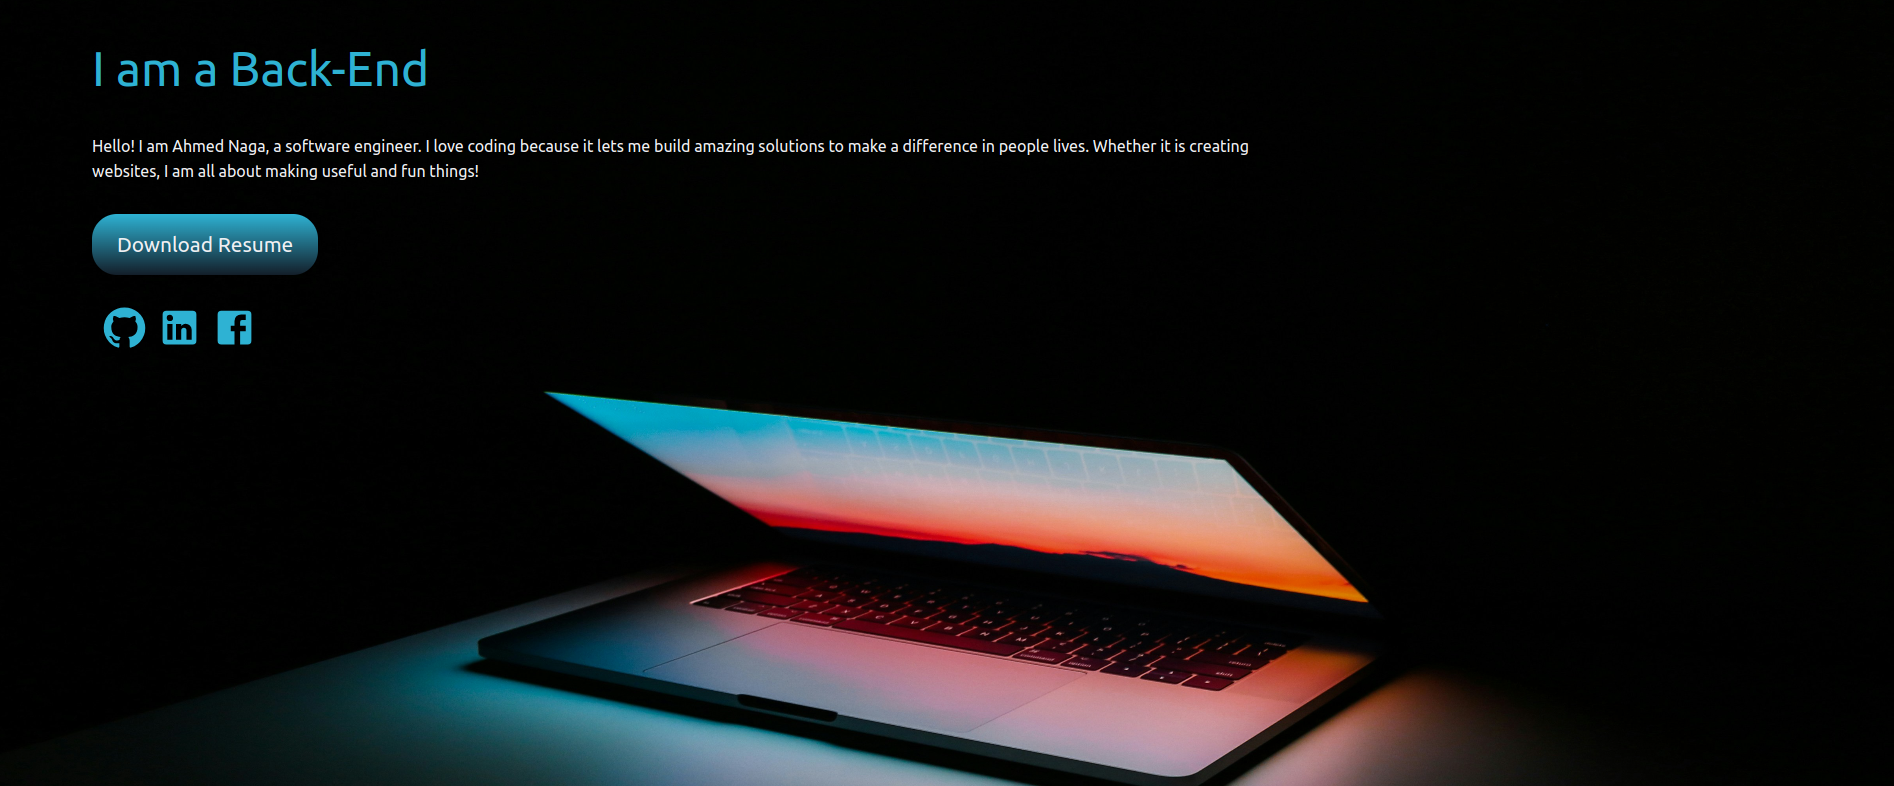 I am a Back-End
Hello! I am Ahmed Naga, a software engineer. I love coding because it lets me build amazing solutions to make a difference in people lives. Whether it is creating
websites, I am all about making useful and fun things!
Download Resume
in